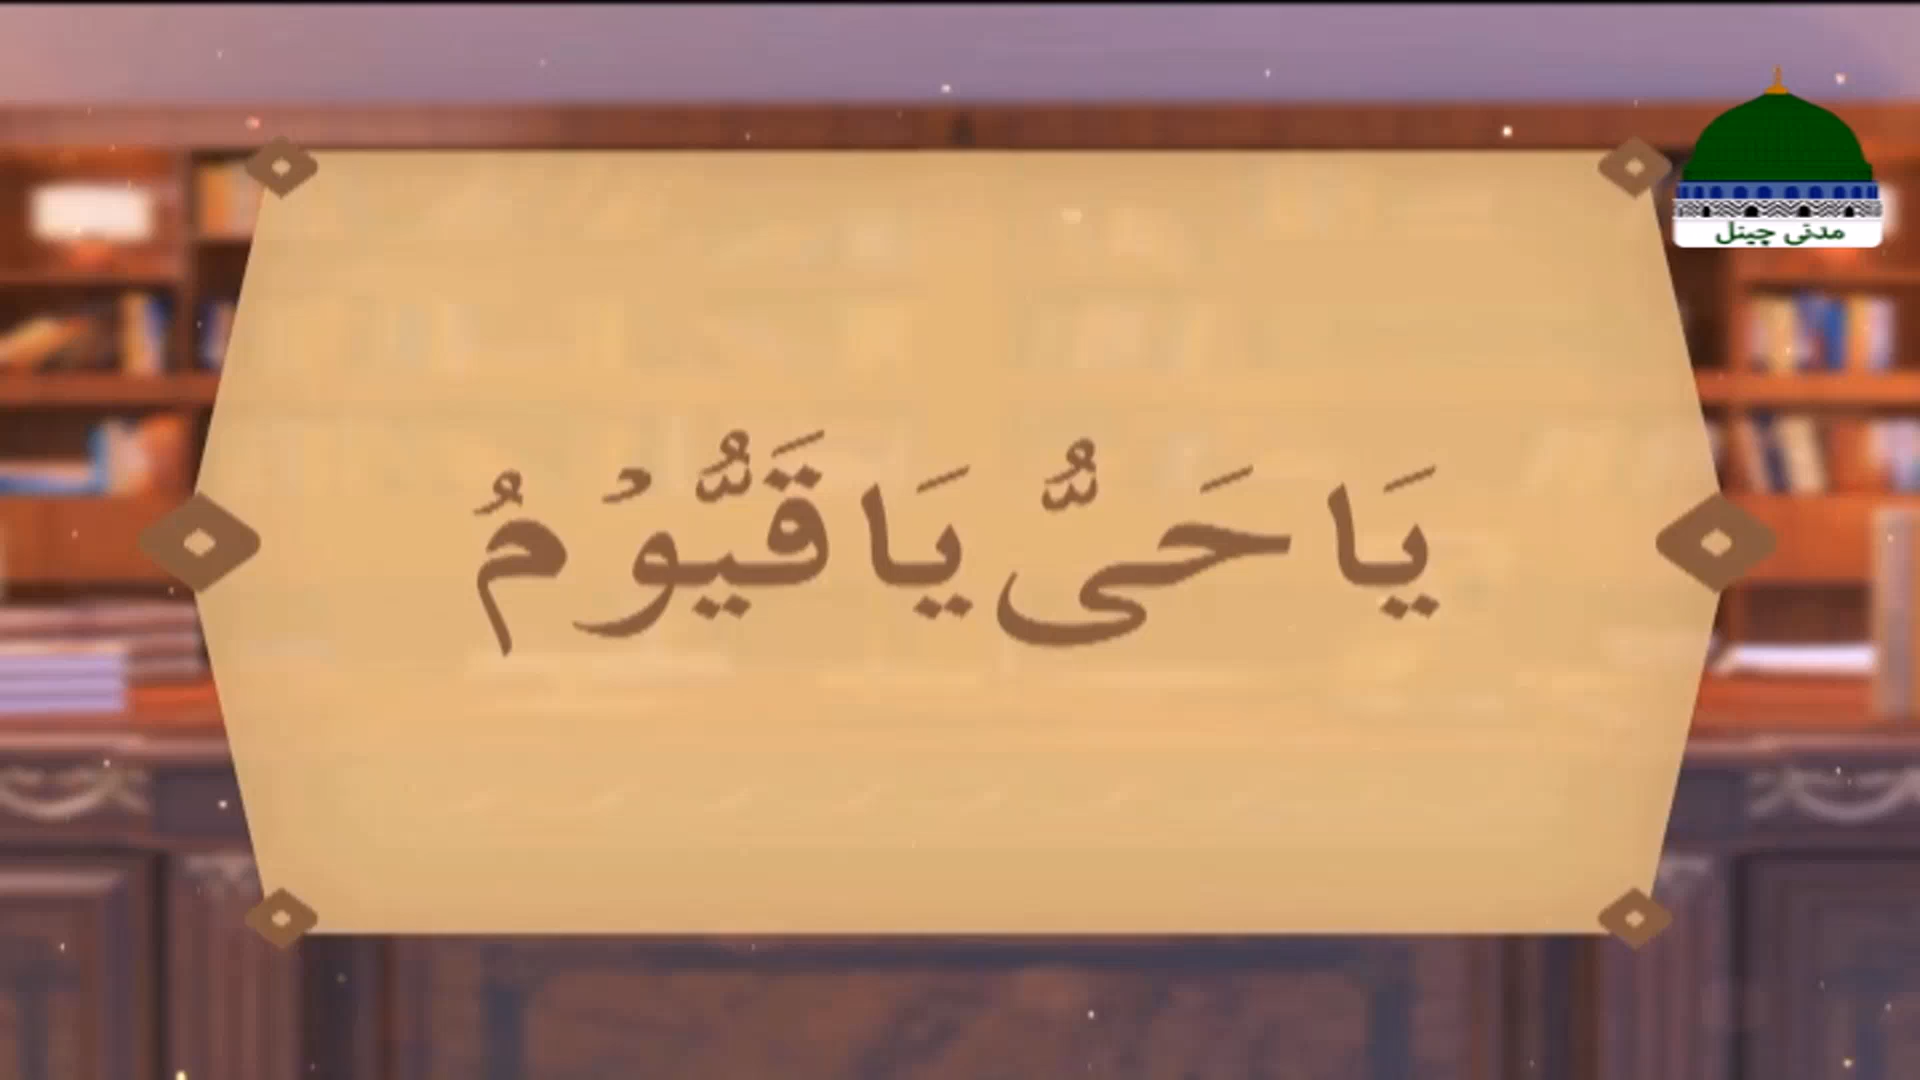 مدنی چینل
یَا حَیُّ یَا قَیُّوْمُ